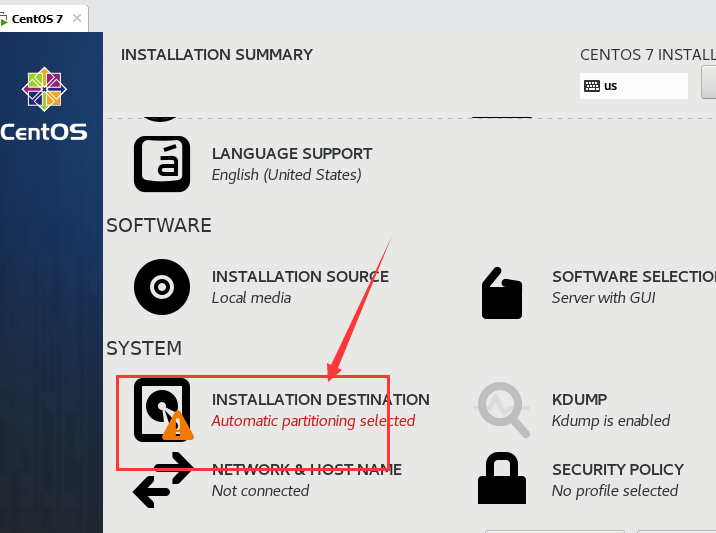 CentOS 7
INSTALLATION SUMMARY
CENTOS 7 INSTALL
us
CentOS
LANGUAGE SUPPORT
English (United States)
SOFTWARE
INSTALLATION SOURCE
Local media
SOFTWARE SELECTION
Server with GUI
SYSTEM
INSTALLATION DESTINATION
Automatic partitioning selected
KDUMP
Kdump is enabled
NETWORK & HOST NAME
Not connected
SECURITY POLICY
No profile selected